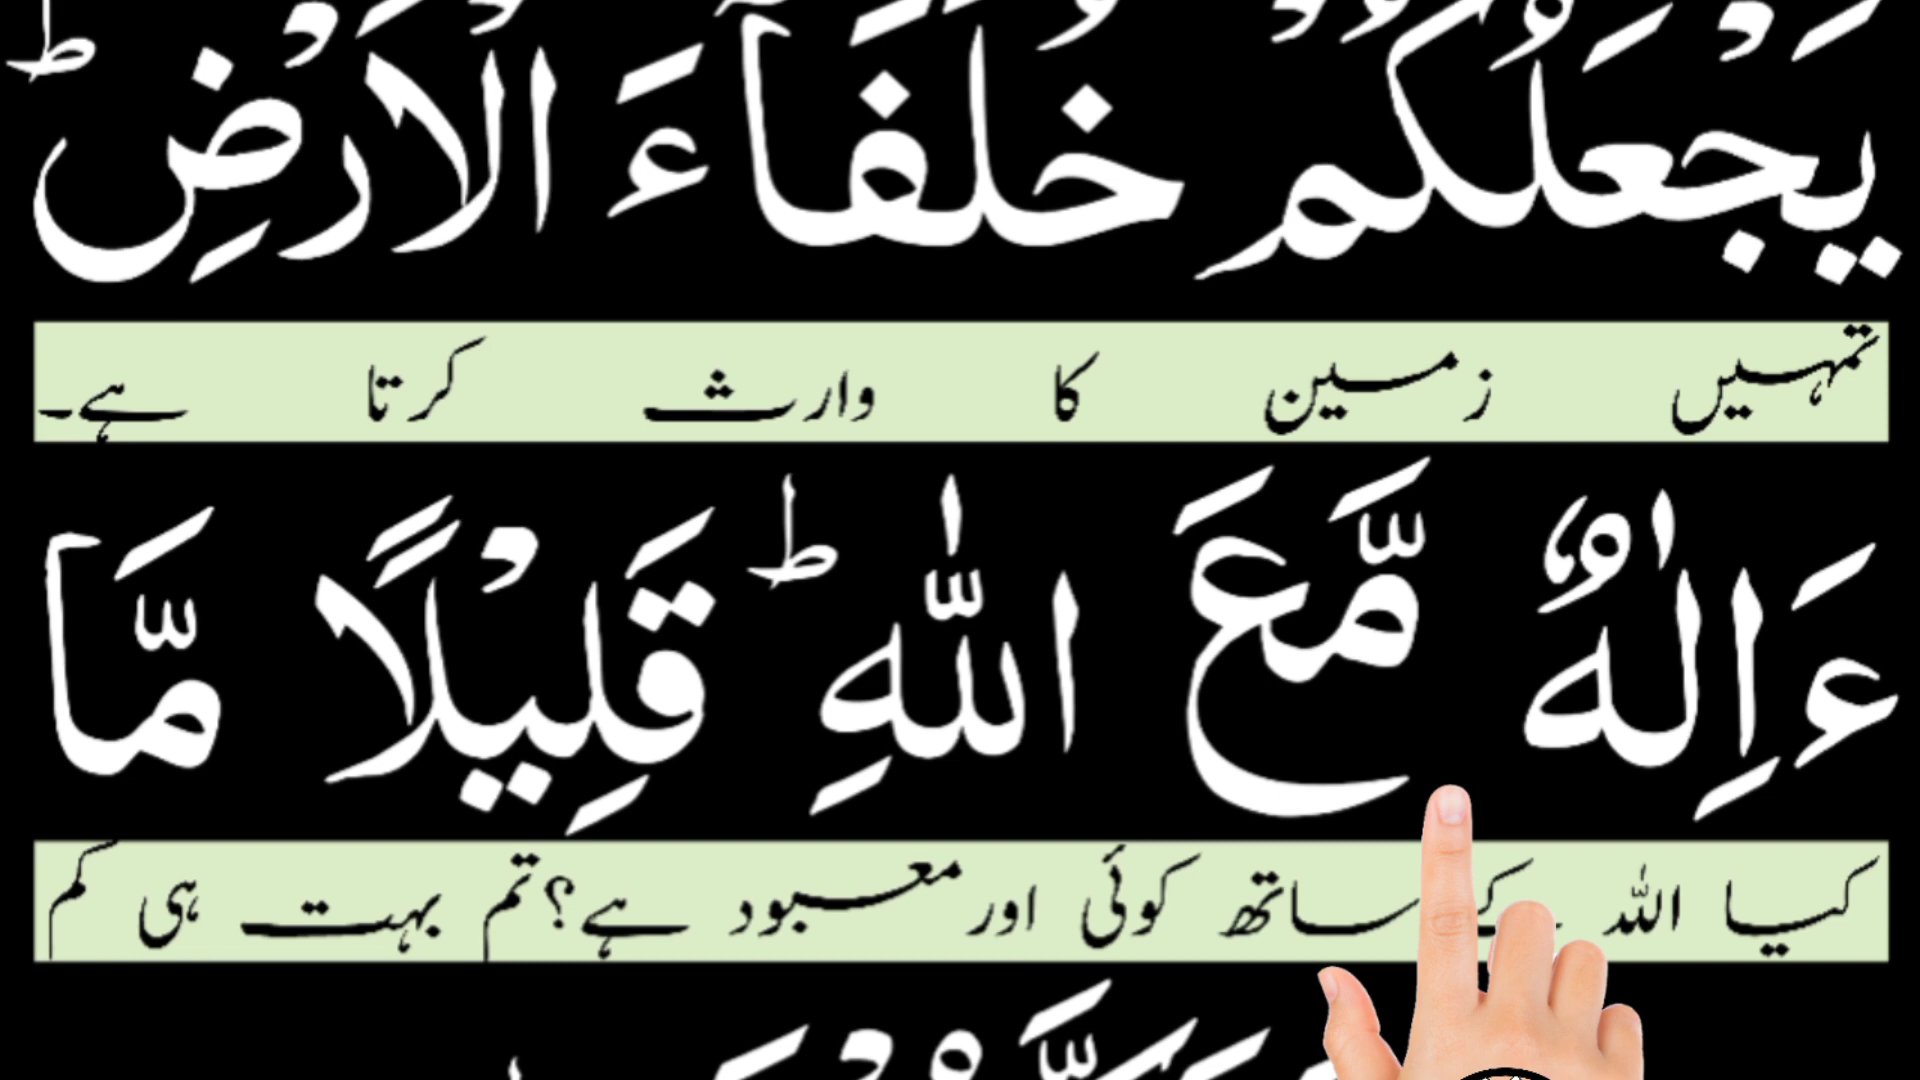 یَجْعَلُكُمْ خُلَفَآءَ الْاَرْضِ ؕ
تمہیں زمین کا وارث کرتا ہے۔
ءَاِلٰهٌ مَّعَ اللّٰهِ ؕ قَلِیْلًا مَّا
کیا اللہ کے ساتھ کوئی اور معبود ہے؟ تم بہت ہی کم